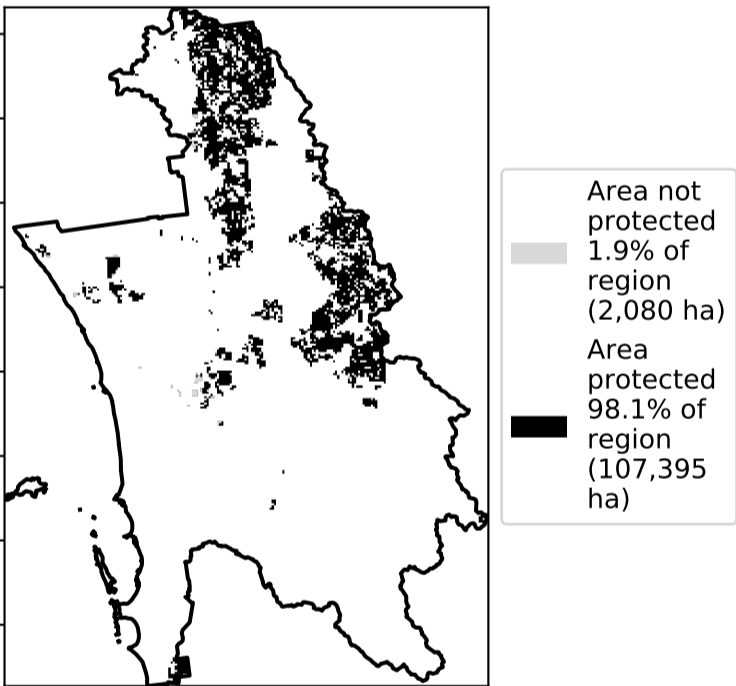 Area not
protected
1.9% of
region
(2,080 ha)
Area
protected
98.1% of
region
(107,395
ha)